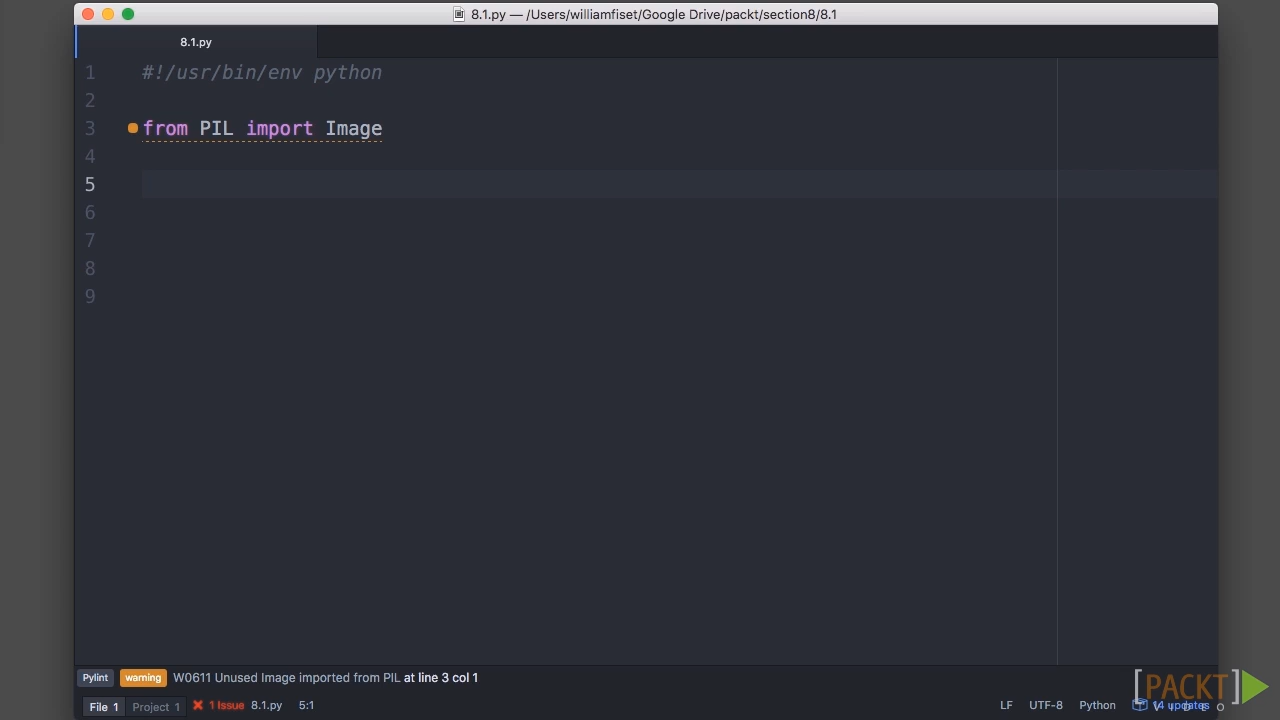 8.1.py — /Users/williamfiset/Google Drive/packt/section8/8.1
8.1.py
1 #!/usr/bin/env python
2
3 from PIL import Image
4
5
6
7
8
9
Pylint warning W0611 Unused Image imported from PIL at line 3 col 1
File 1 Project 1 1 Issue 8.1.py 5:1 LF UTF-8 Python 14 updates
[PACKT]